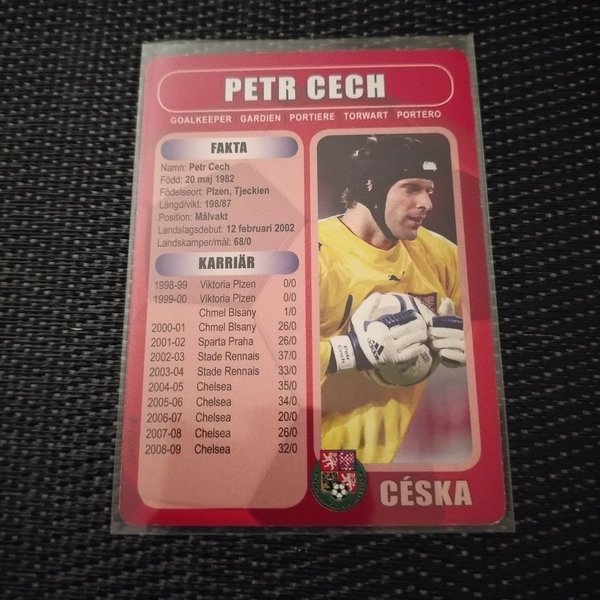 PETR CECH
GOALKEEPER GARDIEN PORTIERE TORWART PORTERO
FAKTA
Namn: Petr Cech
Född: 20 maj 1982
Födelseort: Plzen, Tjeckien
Längd/vikt: 198/87
Position: Målvakt
Landslagsdebut: 12 februari 2002
Landskamper/mål: 68/0
KARRIÄR
1998-99 Viktoria Plzen 0/0
1999-00 Viktoria Plzen 0/0
Chmel Blsany 1/0
2000-01 Chmel Blsany 26/0
2001-02 Sparta Praha 26/0
2002-03 Stade Rennais 37/0
2003-04 Stade Rennais 33/0
2004-05 Chelsea 35/0
2005-06 Chelsea 34/0
2006-07 Chelsea 20/0
2007-08 Chelsea 26/0
2008-09 Chelsea 32/0
Petr Cech
CÉSKA